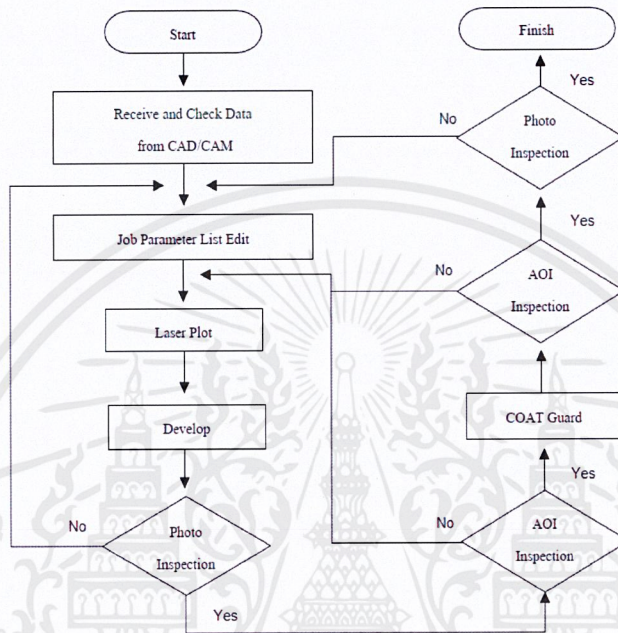 Start
Receive and Check Data
from CAD/CAM
Job Parameter List Edit
Laser Plot
Develop
Photo
Inspection
No
Yes
AOI
Inspection
No
Yes
COAT Guard
AOI
Inspection
No
Yes
Photo
Inspection
No
Yes
Finish